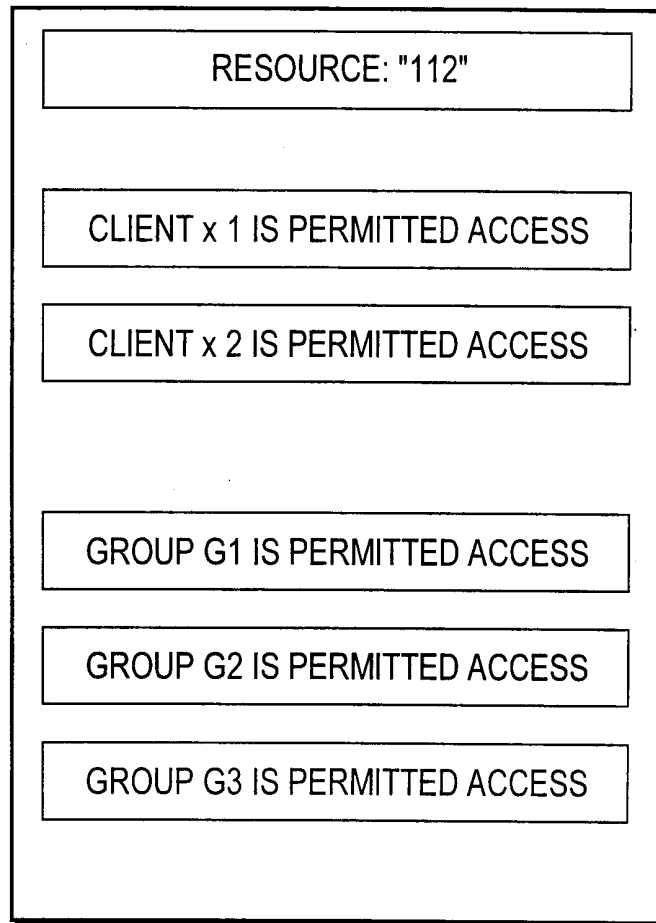 RESOURCE: "112"
CLIENT x 1 IS PERMITTED ACCESS
CLIENT x 2 IS PERMITTED ACCESS
GROUP G1 IS PERMITTED ACCESS
GROUP G2 IS PERMITTED ACCESS
GROUP G3 IS PERMITTED ACCESS